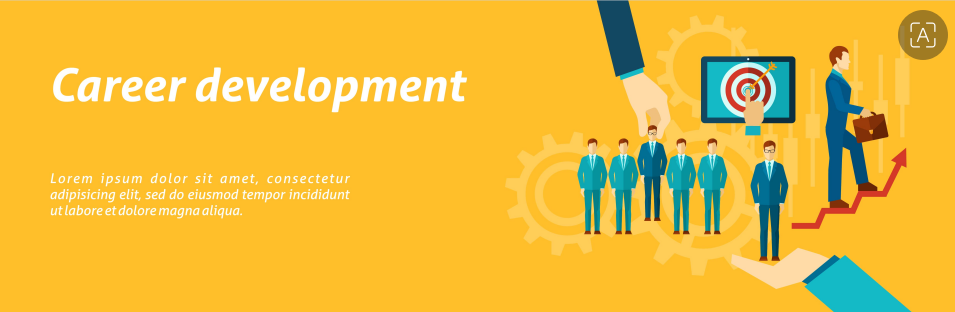 Career development
Lorem ipsum dolor sit amet, consectetur
adipisicing elit, sed do eiusmod tempor incididunt
ut labore et dolore magna aliqua.
A